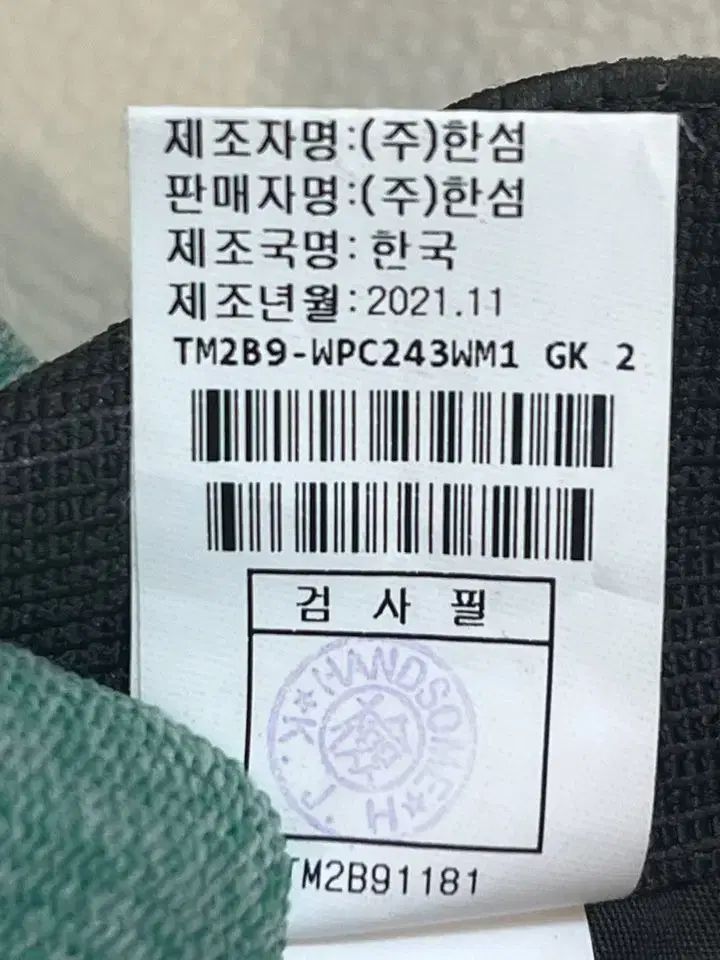 제조자명:(주)한섬
판매자명:(주)한섬
제조국명:한국
제조년월:2021.11
TM2B9-WPC243WM1 GK 2
검 사 필
HANDSOME
TM2B91181